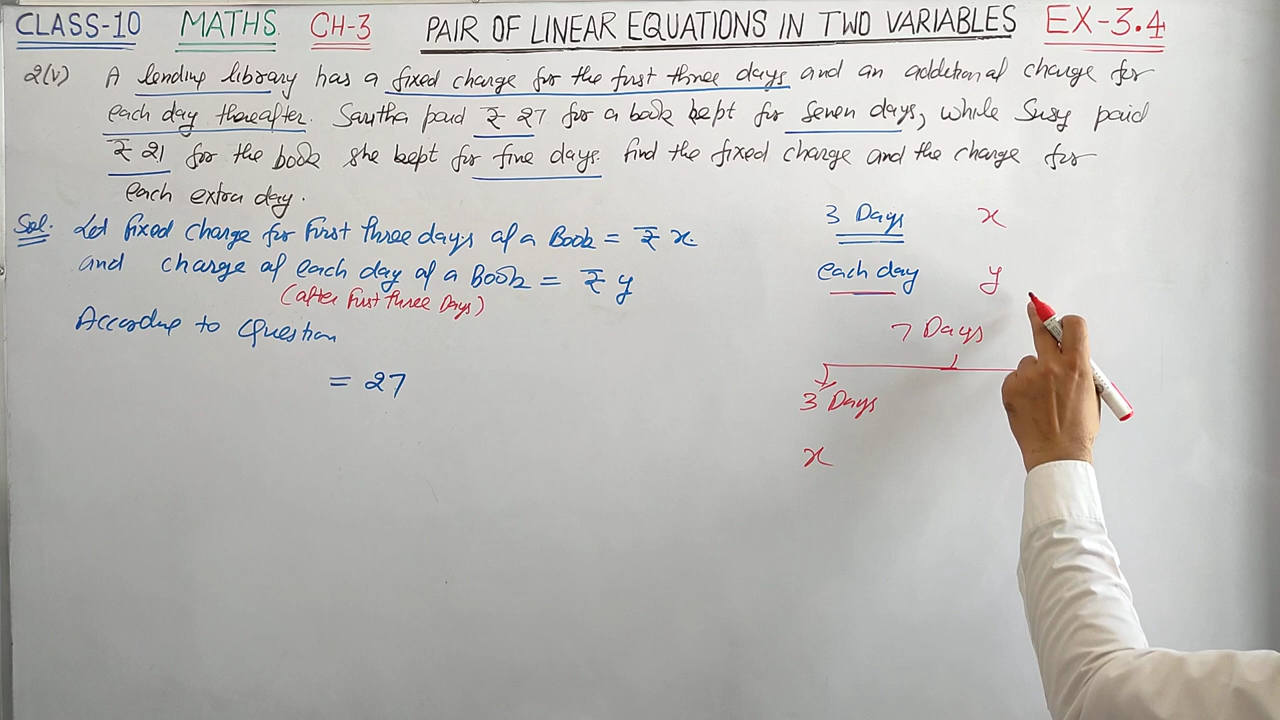 CLASS-10 MATHS CH-3 PAIR OF LINEAR EQUATIONS IN TWO VARIABLES EX-3.4
2(v) A lending library has a fixed charge for the first three days and an additional charge for
each day thereafter. Saritha paid ₹ 27 for a book kept for seven days, while Susy paid
₹ 21 for the book she kept for five days. find the fixed charge and the charge for
each extra day.
Sol. Let fixed charge for first three days of a Book = ₹ x.
and charge of each day of a Book = ₹ y
(after first three Days)
According to Question
= 27
3 Days x
each day y
7 Days
3 Days
x